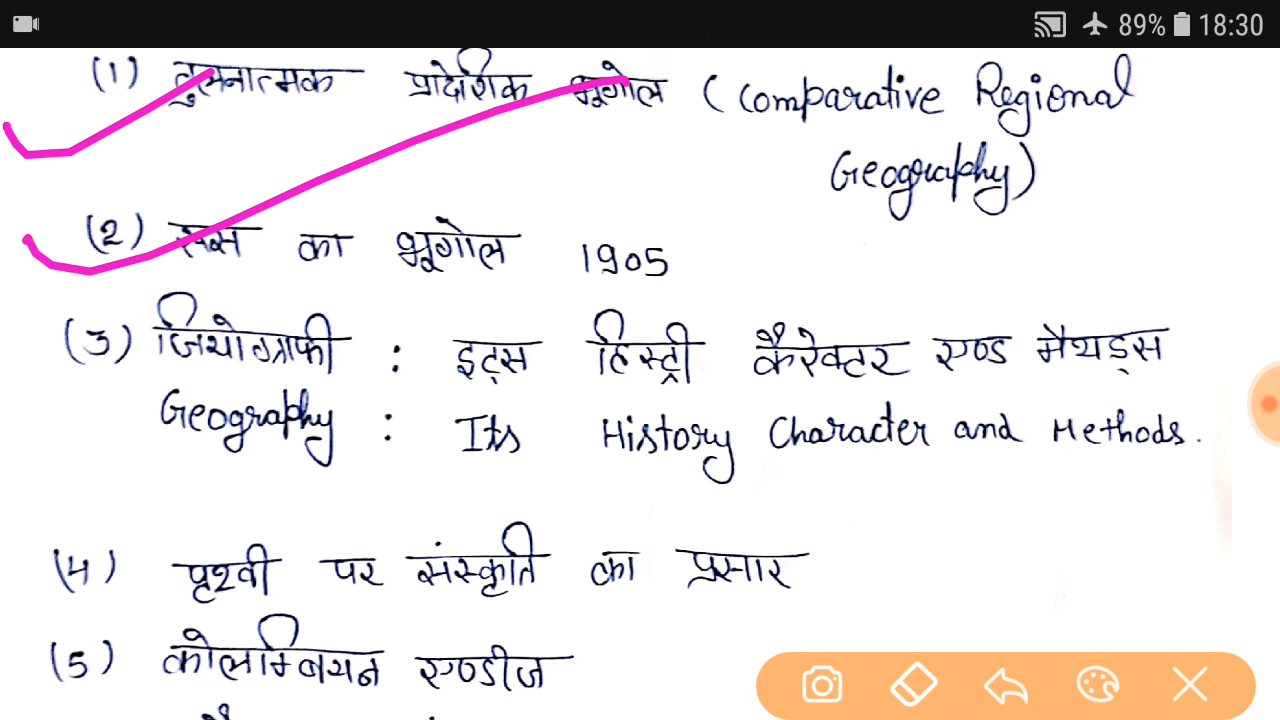 89% 18:30
(1) तुलनात्मक प्रादेशिक भूगोल (Comparative Regional
Geography)
(2) रूस का भूगोल 1905
(3) जियोग्राफी : इट्स हिस्ट्री कैरेक्टर एण्ड मैथड्स
Geography : Its History Character and Methods.
(4) पृथ्वी पर संस्कृति का प्रसार
(5) कोलम्बियन एण्डीज